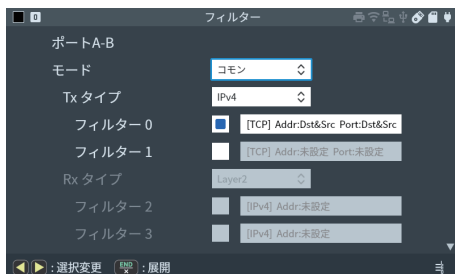 0 フィルター
ポートA-B
モード コモン
Tx タイプ IPv4
フィルター 0 [TCP] Addr:Dst&Src Port:Dst&Src
フィルター 1 [TCP] Addr:未設定 Port:未設定
Rx タイプ Layer2
フィルター 2 [IPv4] Addr:未設定
フィルター 3 [IPv4] Addr:未設定
:選択変更 END × :展開